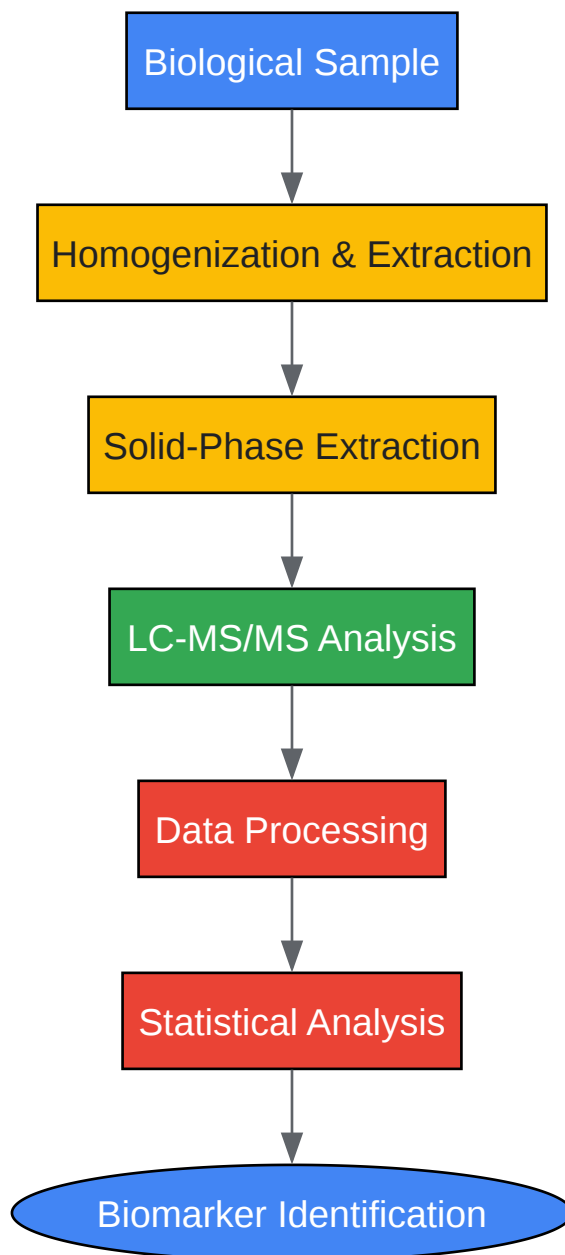 Biological Sample
Homogenization & Extraction
Solid-Phase Extraction
LC-MS/MS Analysis
Data Processing
Statistical Analysis
Biomarker Identification